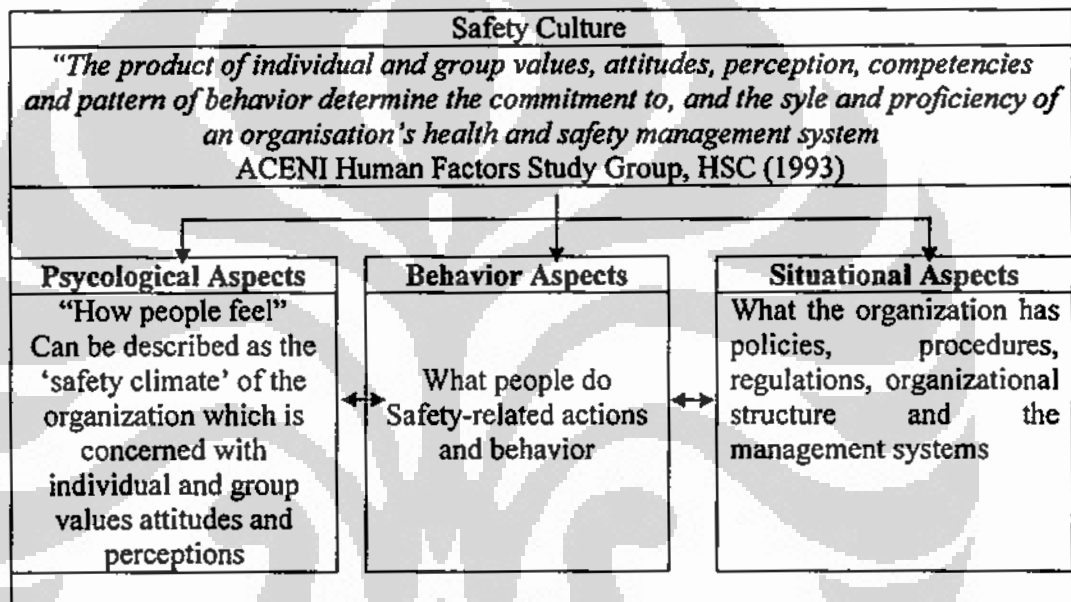 Safety Culture
“The product of individual and group values, attitudes, perception, competencies
and pattern of behavior determine the commitment to, and the syle and proficiency of
an organisation’s health and safety management system
ACENI Human Factors Study Group, HSC (1993)
Psycological Aspects
“How people feel”
Can be described as the
‘safety climate’ of the
organization which is
concerned with
individual and group
values attitudes and
perceptions
Behavior Aspects
What people do
Safety-related actions
and behavior
Situational Aspects
What the organization has
policies, procedures,
regulations, organizational
structure and the
management systems